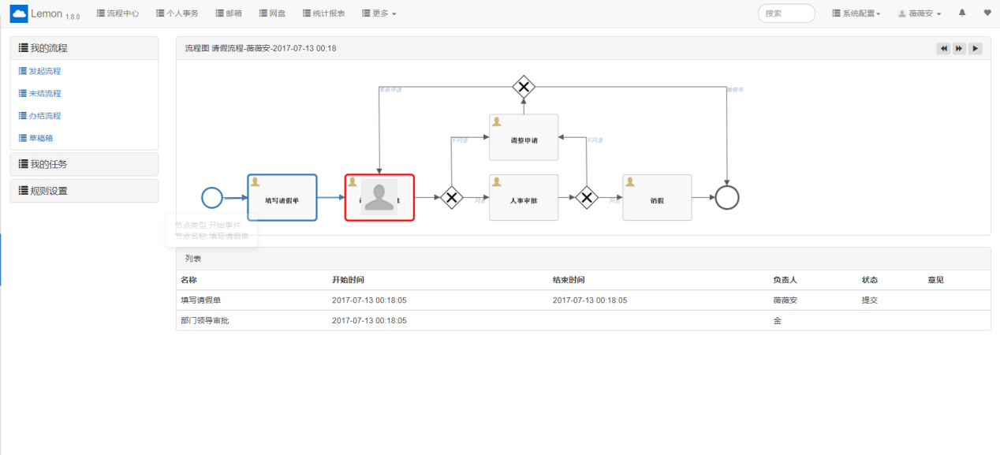 Lemon 1.8.0 流程中心 个人事务 邮箱 网盘 统计报表 更多 搜索 系统配置 薇薇安
我的流程
发起流程
未结流程
办结流程
草稿箱
我的任务
规则设置
流程图 请假流程-薇薇安-2017-07-13 00:18
重新申请
撤销申
调整申请
不同意
不同意
填写请假单
同意
人事审批
同意
销假
节点类型:开始事件
节点名称:填写请假单
列表
名称 开始时间 结束时间 负责人 状态 意见
填写请假单 2017-07-13 00:18:05 2017-07-13 00:18:05 薇薇安 提交
部门领导审批 2017-07-13 00:18:05 金